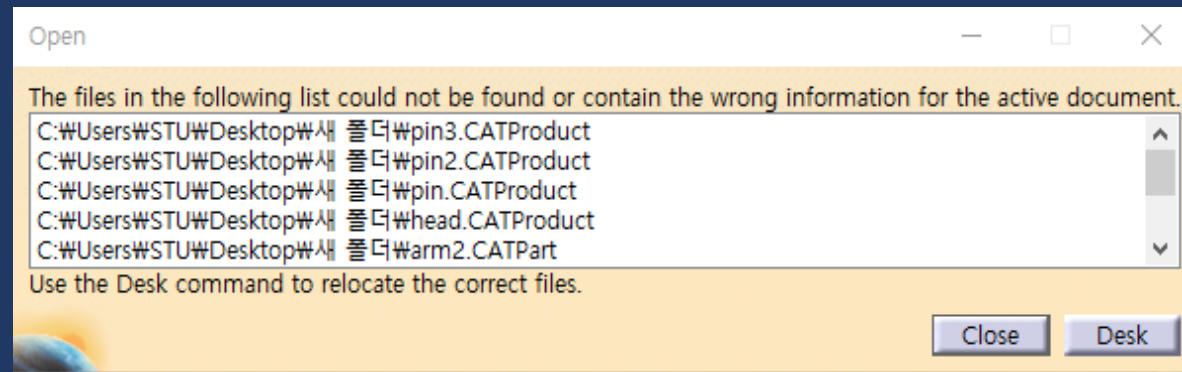 Open
The files in the following list could not be found or contain the wrong information for the active document.
C:₩Users₩STU₩Desktop₩새 폴더₩pin3.CATProduct
C:₩Users₩STU₩Desktop₩새 폴더₩pin2.CATProduct
C:₩Users₩STU₩Desktop₩새 폴더₩pin.CATProduct
C:₩Users₩STU₩Desktop₩새 폴더₩head.CATProduct
C:₩Users₩STU₩Desktop₩새 폴더₩arm2.CATPart
Use the Desk command to relocate the correct files.
Close Desk